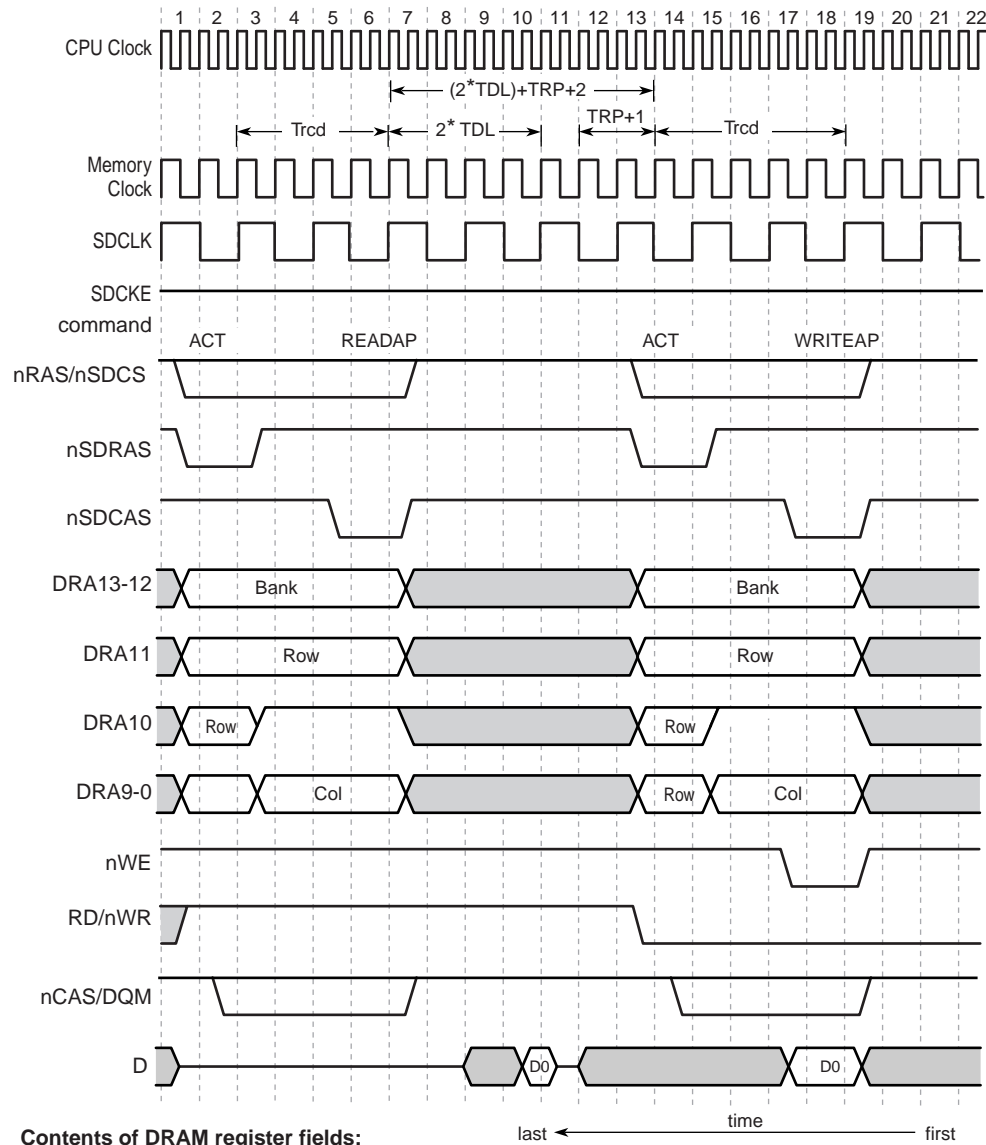 1 2 3 4 5 6 7 8 9 10 11 12 13 14 15 16 17 18 19 20 21 22
CPU Clock
(2*TDL)+TRP+2
Trcd
2* TDL
TRP+1
Trcd
Memory
Clock
SDCLK
SDCKE
command
ACT READAP ACT WRITEAP
nRAS/nSDCS
nSDRAS
nSDCAS
DRA13-12 Bank Bank
DRA11 Row Row
DRA10 Row Row
DRA9-0 Col Row Col
nWE
RD/nWR
nCAS/DQM
D D0 D0
Contents of DRAM register fields:
last time first